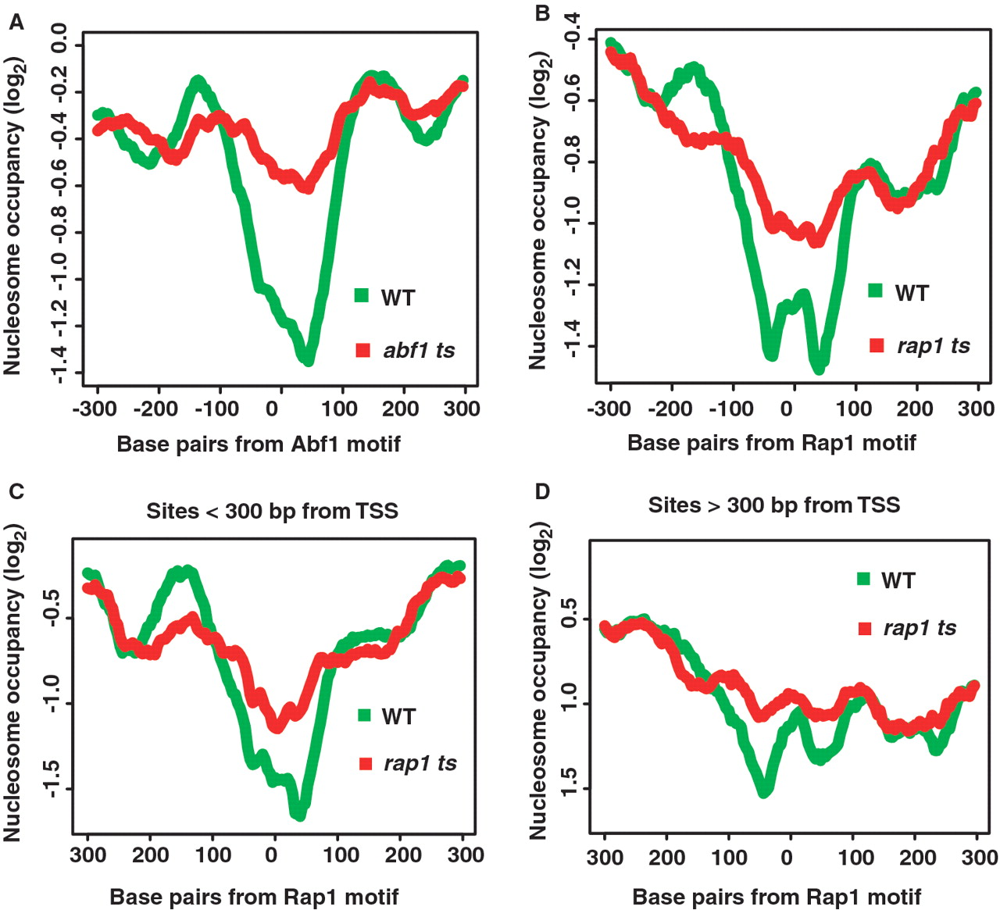 A
Nucleosome occupancy (log2)
0.0
-0.2
-0.4
-0.6
-0.8
-1.0
-1.2
-1.4
WT
abf1 ts
-300 -200 -100 0 100 200 300
Base pairs from Abf1 motif
B
Nucleosome occupancy (log2)
-0.4
-0.6
-0.8
-1.0
-1.2
-1.4
WT
rap1 ts
-300 -200 -100 0 100 200 300
Base pairs from Rap1 motif
C
Sites < 300 bp from TSS
Nucleosome occupancy (log2)
-0.5
-1.0
-1.5
WT
rap1 ts
300 200 100 0 100 200 300
Base pairs from Rap1 motif
D
Sites > 300 bp from TSS
Nucleosome occupancy (log2)
0.5
1.0
1.5
WT
rap1 ts
300 200 100 0 100 200 300
Base pairs from Rap1 motif